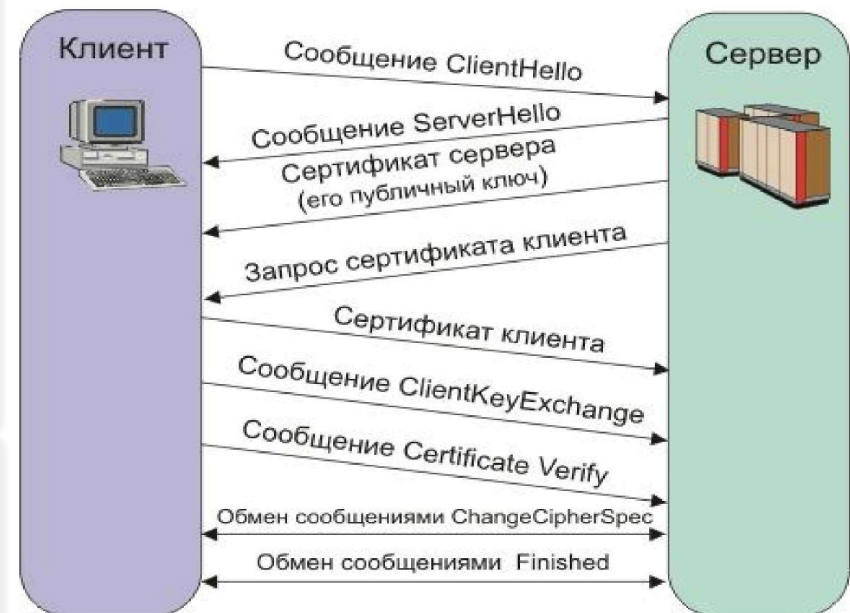 Клиент
Сервер
Сообщение ClientHello
Сообщение ServerHello
Сертификат сервера
(его публичный ключ)
Запрос сертификата клиента
Сертификат клиента
Сообщение ClientKeyExchange
Сообщение Certificate Verify
Обмен сообщениями ChangeCipherSpec
Обмен сообщениями Finished